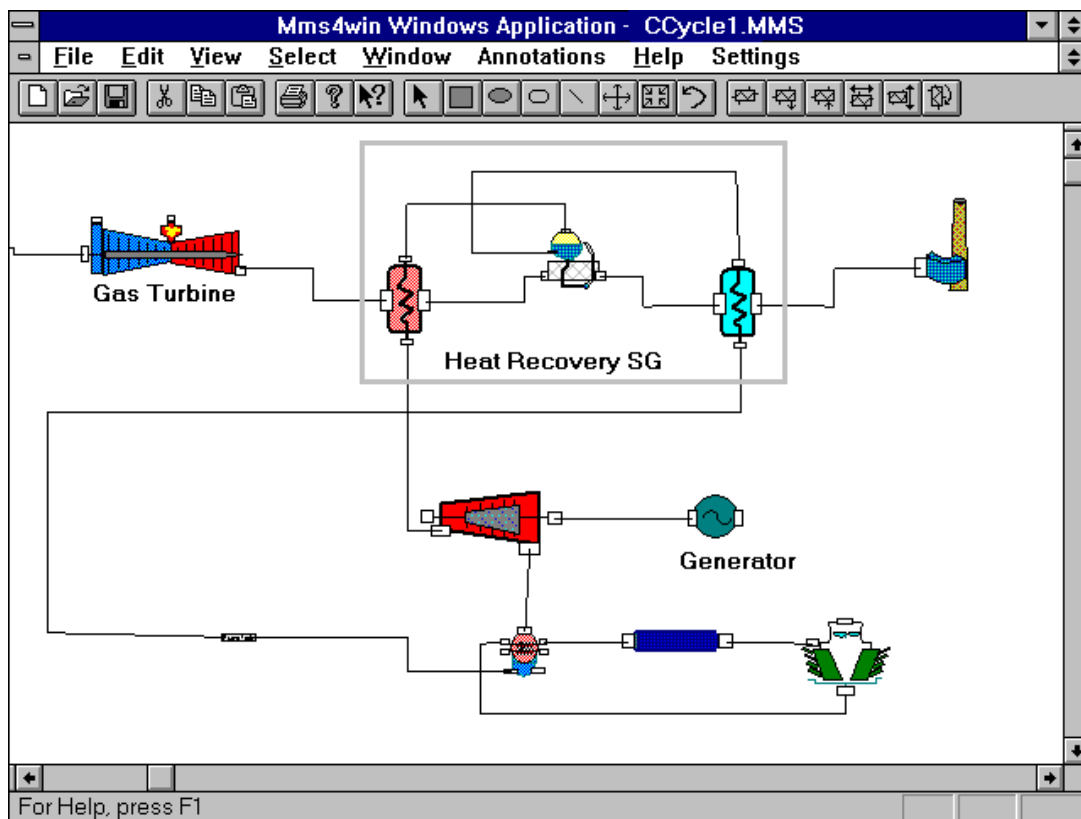 Mms4win Windows Application - CCycle1.MMS
File Edit View Select Window Annotations Help Settings
Gas Turbine
Heat Recovery SG
Generator
For Help, press F1